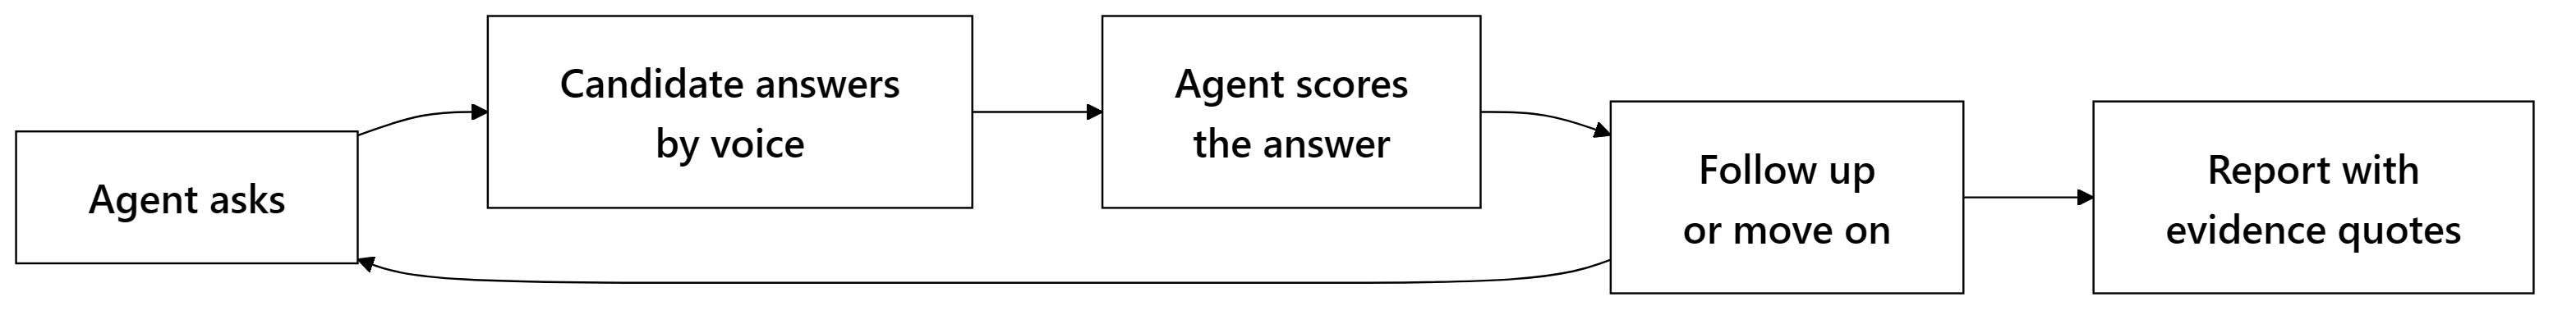 Agent asks
Candidate answers
by voice
Agent scores
the answer
Follow up
or move on
Report with
evidence quotes